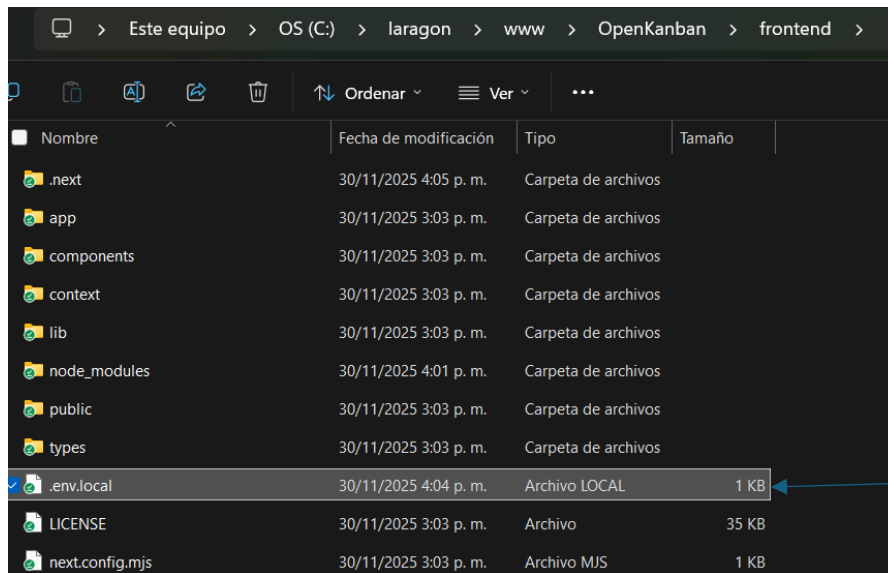 > Este equipo > OS (C:) > laragon > www > OpenKanban > frontend >
Ordenar Ver ...
Nombre Fecha de modificación Tipo Tamaño
.next 30/11/2025 4:05 p. m. Carpeta de archivos
app 30/11/2025 3:03 p. m. Carpeta de archivos
components 30/11/2025 3:03 p. m. Carpeta de archivos
context 30/11/2025 3:03 p. m. Carpeta de archivos
lib 30/11/2025 3:03 p. m. Carpeta de archivos
node_modules 30/11/2025 4:01 p. m. Carpeta de archivos
public 30/11/2025 3:03 p. m. Carpeta de archivos
types 30/11/2025 3:03 p. m. Carpeta de archivos
.env.local 30/11/2025 4:04 p. m. Archivo LOCAL 1 KB
LICENSE 30/11/2025 3:03 p. m. Archivo 35 KB
next.config.mjs 30/11/2025 3:03 p. m. Archivo MJS 1 KB